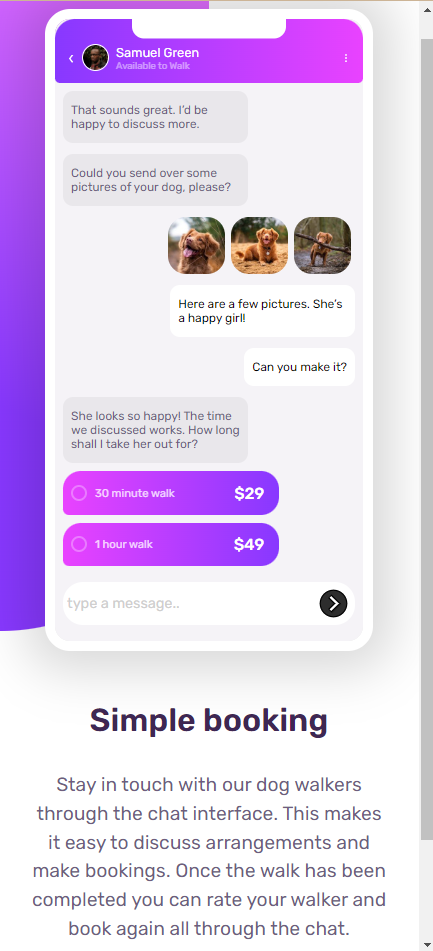 Samuel Green
Available to Walk
That sounds great. I’d be
happy to discuss more.
Could you send over some
pictures of your dog, please?
Here are a few pictures. She’s
a happy girl!
Can you make it?
She looks so happy! The time
we discussed works. How long
shall I take her out for?
30 minute walk $29
1 hour walk $49
type a message..
Simple booking
Stay in touch with our dog walkers
through the chat interface. This makes
it easy to discuss arrangements and
make bookings. Once the walk has been
completed you can rate your walker and
book again all through the chat.